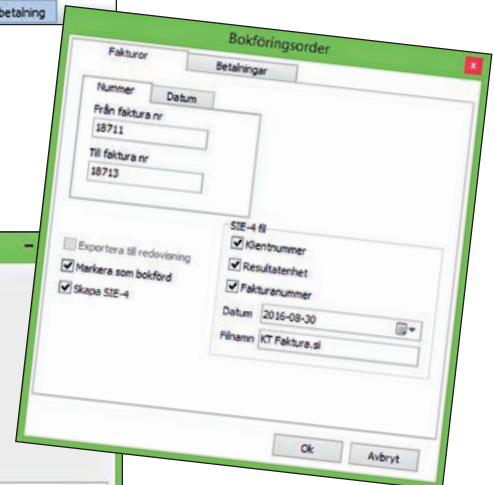 betalning
Bokföringsorder
x
Fakturor Betalningar
Nummer Datum
Från faktura nr
18711
Till faktura nr
18713
Exportera till redovisning
Markera som bokförd
Skapa SIE-4
SIE-4 fil
Klientnummer
Resultatenhet
Fakturanummer
Datum 2016-08-30
Filnamn KT Faktura.si
Ok Avbryt